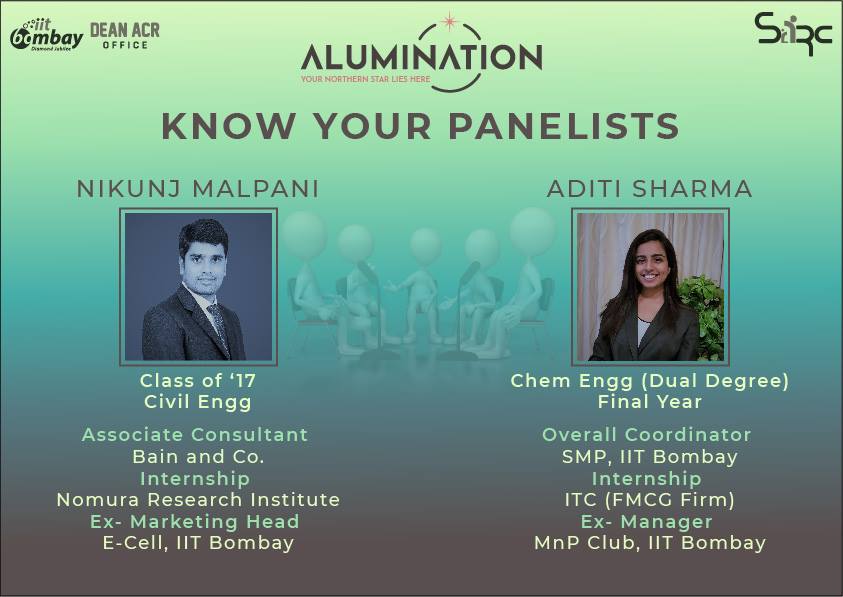 iit
bombay
Diamond Jubilee
DEAN ACR
OFFICE
ALUMINATION
YOUR NORTHERN STAR LIES HERE
SARC
KNOW YOUR PANELISTS
NIKUNJ MALPANI
Class of ‘17
Civil Engg
Associate Consultant
Bain and Co.
Internship
Nomura Research Institute
Ex- Marketing Head
E-Cell, IIT Bombay
ADITI SHARMA
Chem Engg (Dual Degree)
Final Year
Overall Coordinator
SMP, IIT Bombay
Internship
ITC (FMCG Firm)
Ex- Manager
MnP Club, IIT Bombay